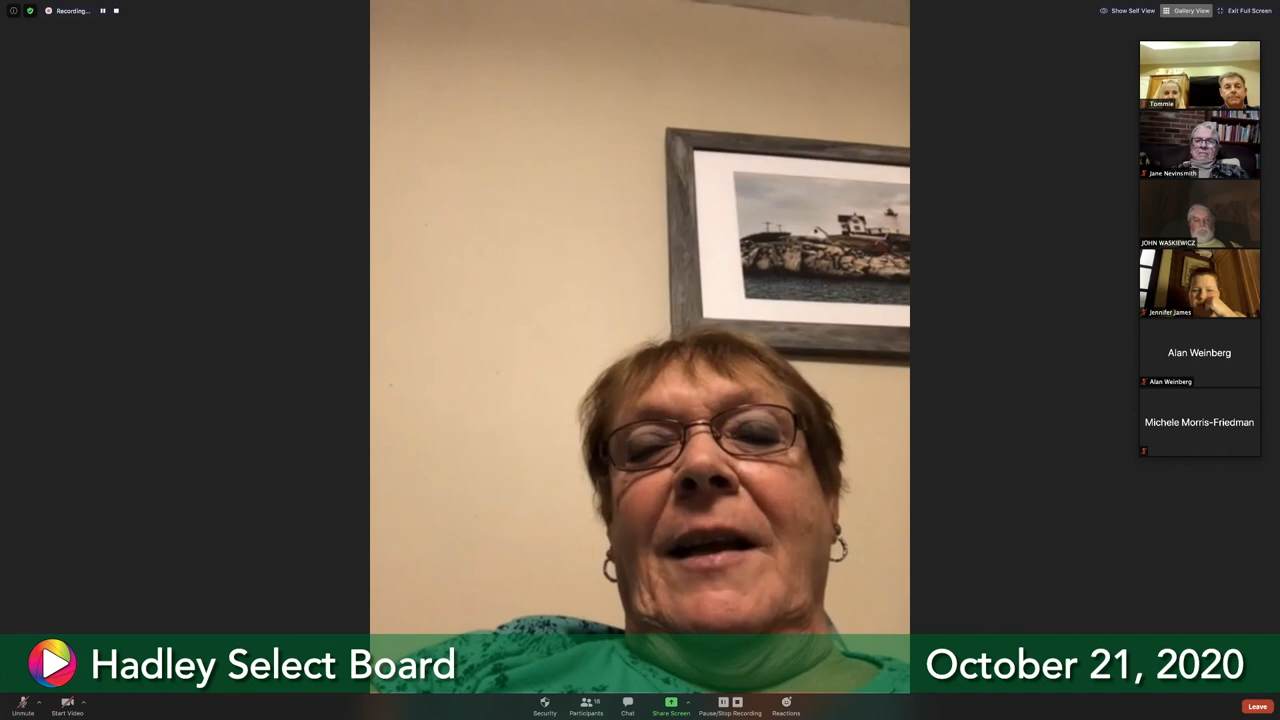 Recording...
Show Self View
Gallery View
Exit Full Screen
Tommie
Jane Nevinsmith
JOHN WASKIEWICZ
Jennifer James
Alan Weinberg
Alan Weinberg
Michele Morris-Friedman
Hadley Select Board
October 21, 2020
Unmute
Start Video
Security
Participants
18
Chat
Share Screen
Pause/Stop Recording
Reactions
Leave